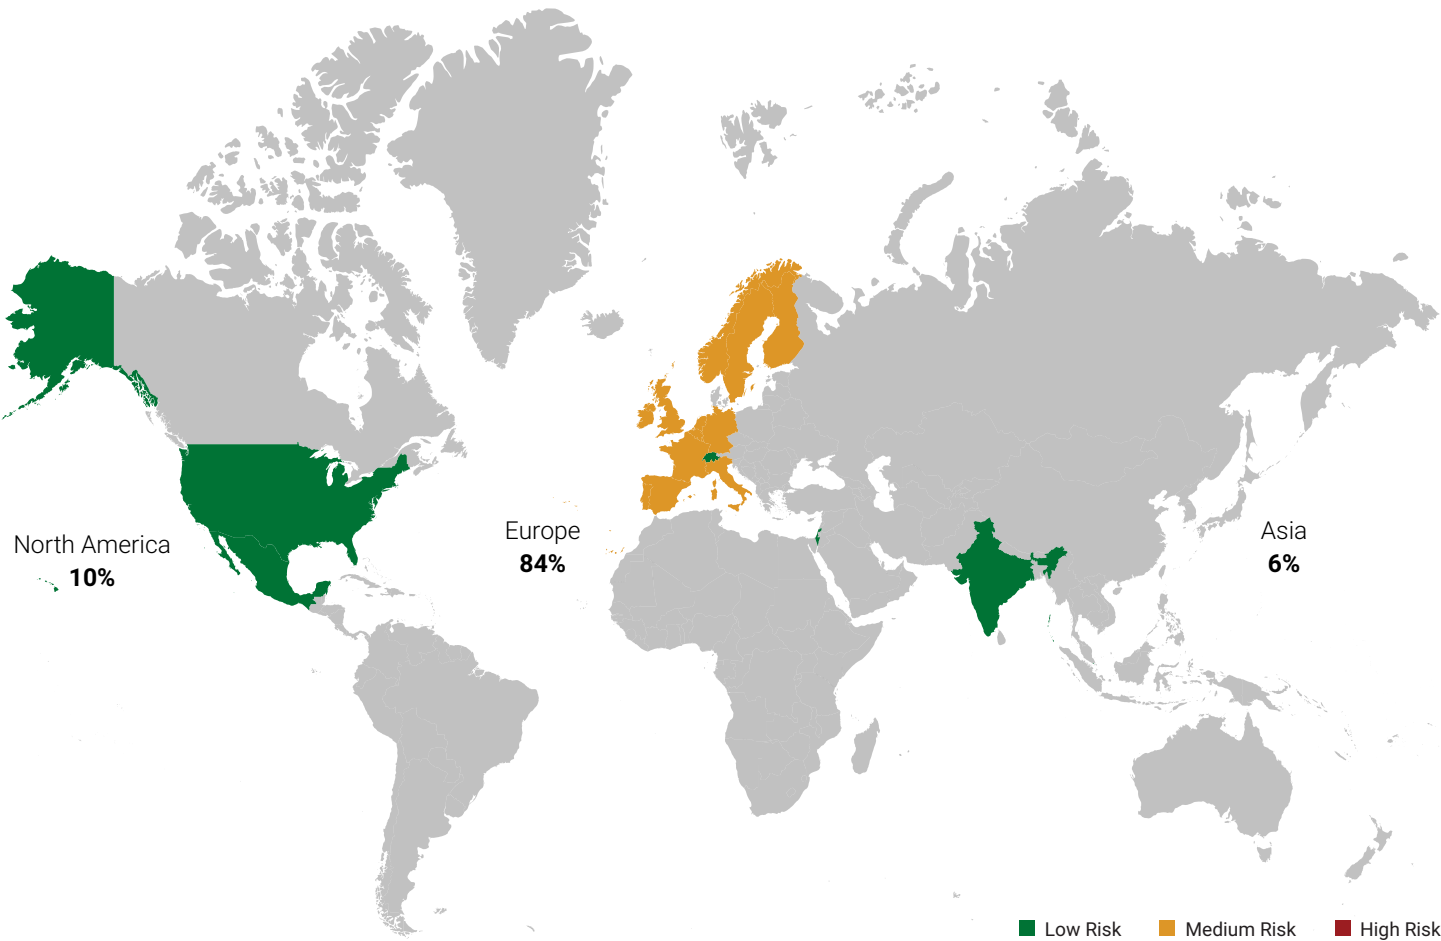 North America
10%
Europe
84%
Asia
6%
Low Risk
Medium Risk
High Risk